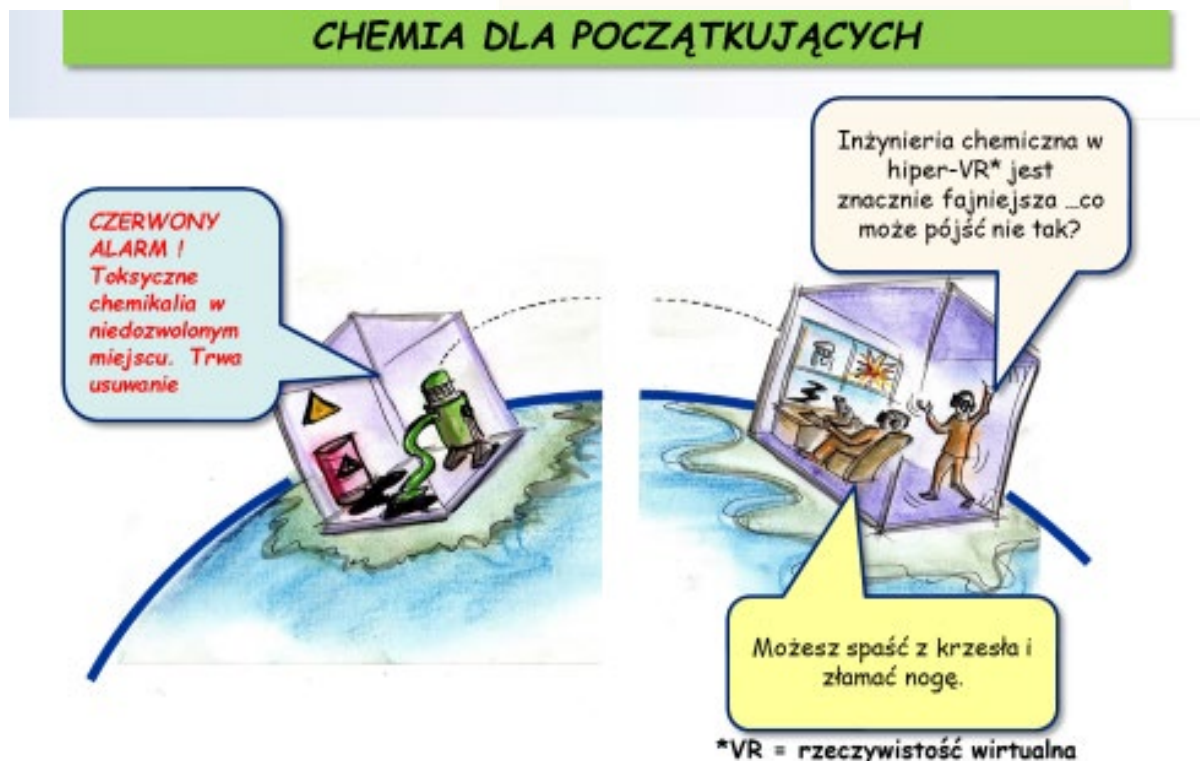 CHEMIA DLA POCZĄTKUJĄCYCH
Inżynieria chemiczna w
hiper-VR* jest
znacznie fajniejsza …co
może pójść nie tak?
CZERWONY
ALARM !
Toksyczne
chemikalia w
niedozwolonym
miejscu. Trwa
usuwanie
Możesz spaść z krzesła i
złamać nogę.
*VR = rzeczywistość wirtualna